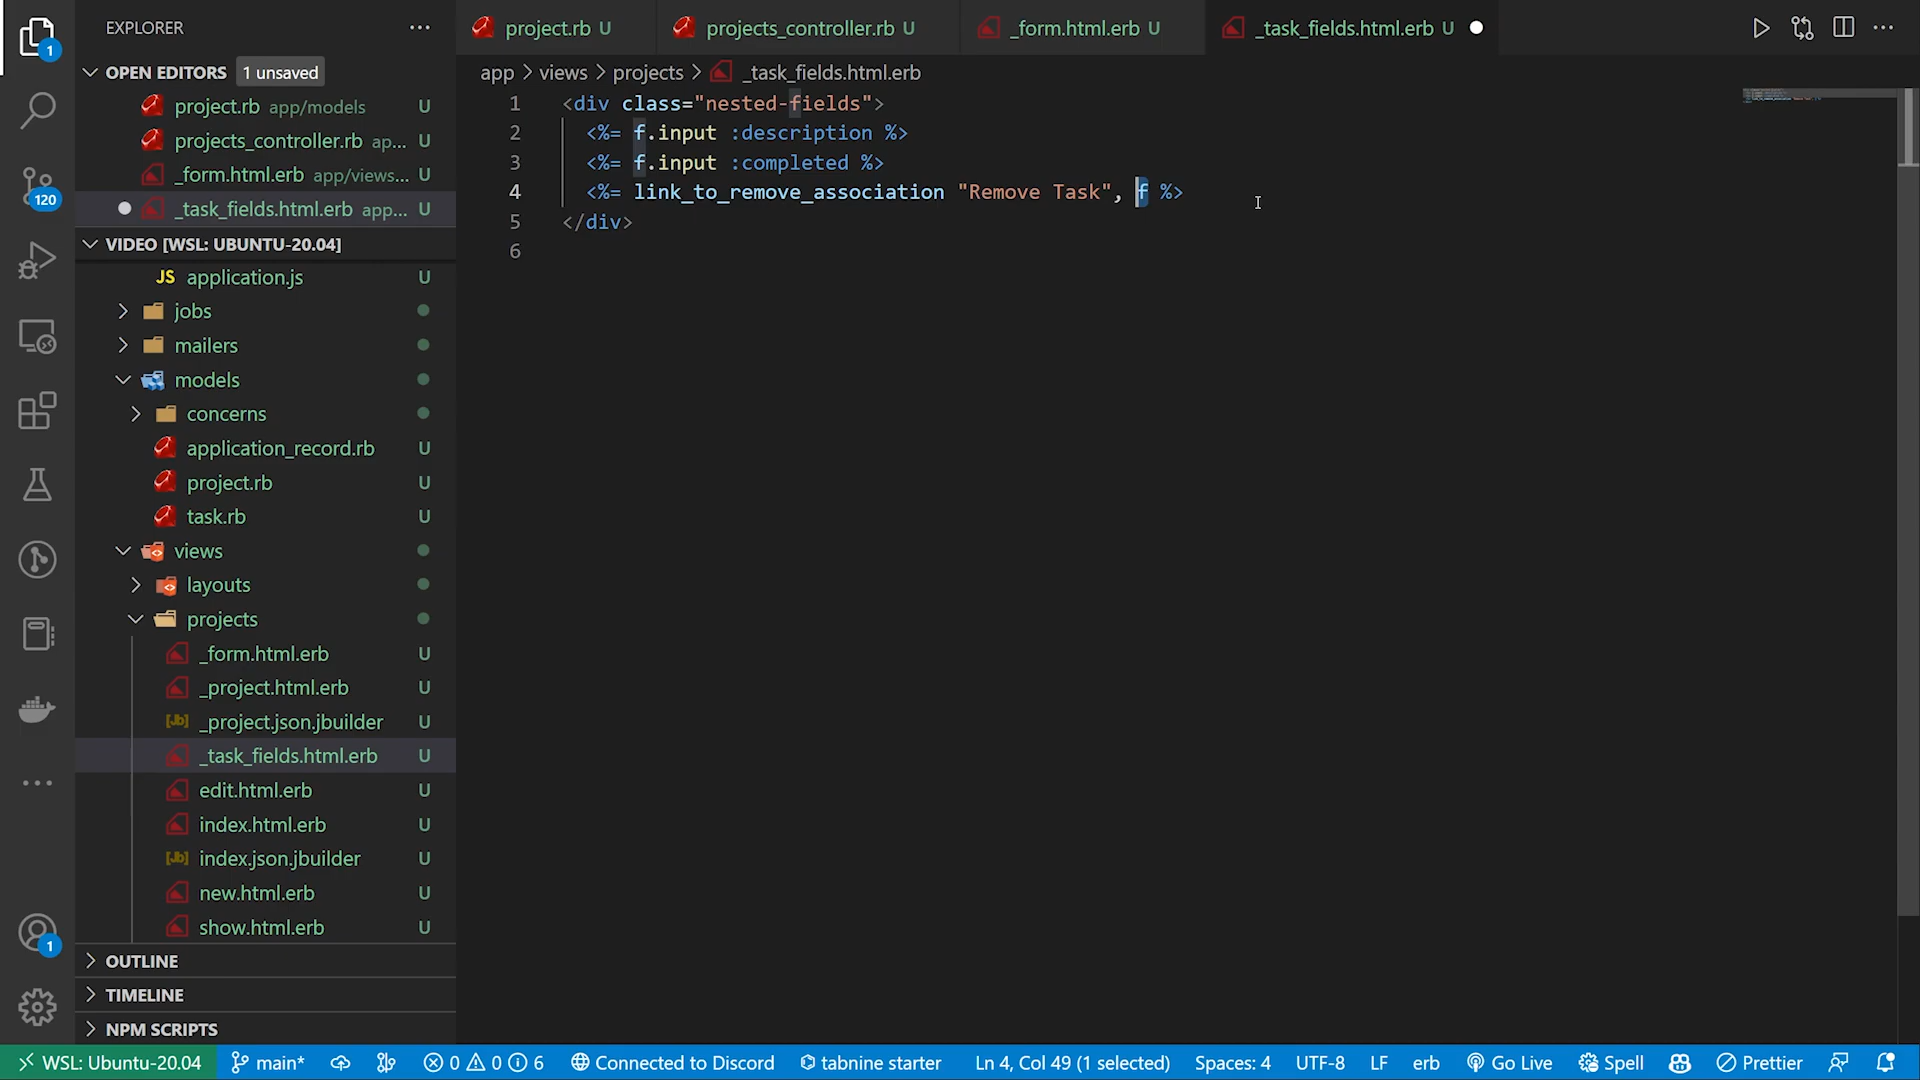 EXPLORER
OPEN EDITORS 1 unsaved
project.rb app/models U
projects_controller.rb ap... U
_form.html.erb app/views... U
_task_fields.html.erb app... U
VIDEO [WSL: UBUNTU-20.04]
JS application.js U
jobs
mailers
models
concerns
application_record.rb U
project.rb U
task.rb U
views
layouts
projects
_form.html.erb U
_project.html.erb U
_project.json.jbuilder U
_task_fields.html.erb U
edit.html.erb U
index.html.erb U
index.json.jbuilder U
new.html.erb U
show.html.erb U
OUTLINE
TIMELINE
NPM SCRIPTS
1
120
1
project.rb U projects_controller.rb U _form.html.erb U _task_fields.html.erb U
app > views > projects > _task_fields.html.erb
1 <div class="nested-fields">
2 <%= f.input :description %>
3 <%= f.input :completed %>
4 <%= link_to_remove_association "Remove Task", f %>
5 </div>
6
WSL: Ubuntu-20.04 main* 0 0 6 Connected to Discord tabnine starter Ln 4, Col 49 (1 selected) Spaces: 4 UTF-8 LF erb Go Live Spell Prettier